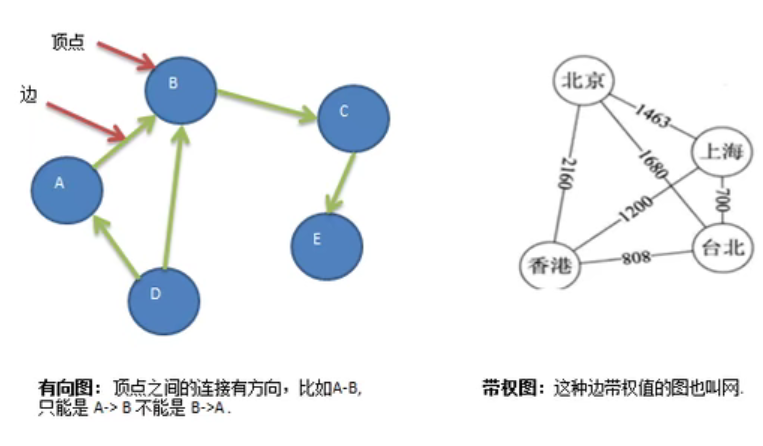 顶点
边
B
C
A
E
D
北京
上海
香港
台北
1463
2160
1680
1200
700
808
有向图：顶点之间的连接有方向，比如A-B,
只能是 A-> B 不能是 B->A .
带权图：这种边带权值的图也叫网.